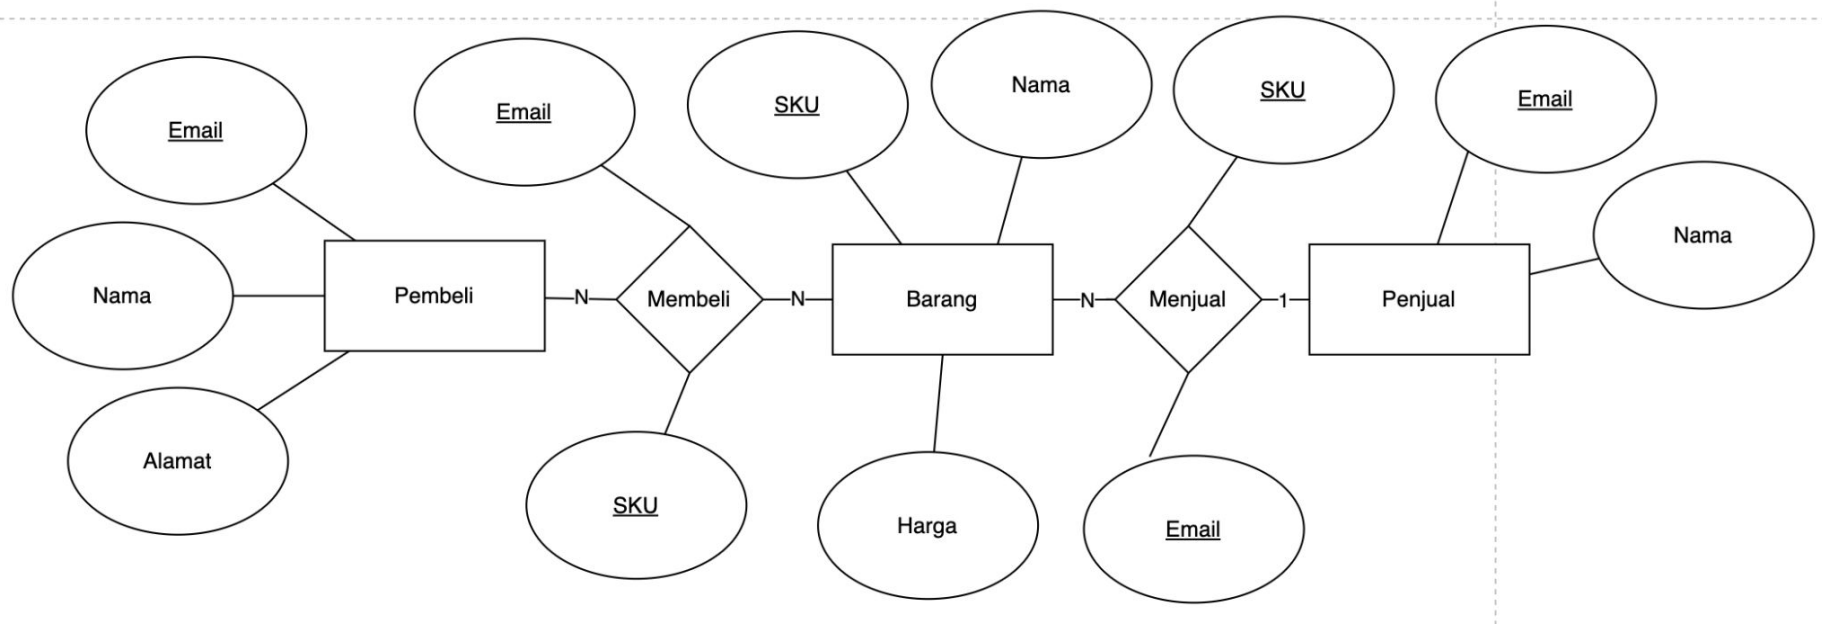 Email
Email
SKU
Nama
SKU
Email
Nama
Nama
Pembeli
N
Membeli
N
Barang
N
Menjual
1
Penjual
Alamat
SKU
Harga
Email